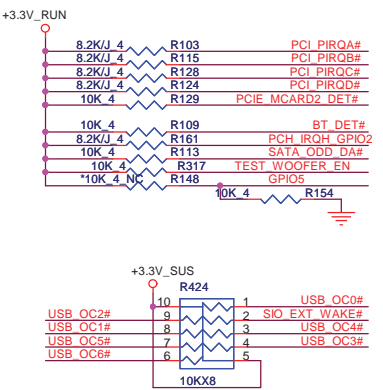 +3.3V_RUN
8.2K/J_4 R103 PCI_PIRQA#
8.2K/J_4 R115 PCI_PIRQB#
8.2K/J_4 R128 PCI_PIRQC#
8.2K/J_4 R124 PCI_PIRQD#
10K_4 R129 PCIE_MCARD2_DET#
10K_4 R109 BT_DET#
8.2K/J_4 R161 PCH_IRQH_GPIO2
10K_4 R113 SATA_ODD_DA#
10K_4 R317 TEST_WOOFER_EN
*10K_4_NC R148 GPIO5
10K_4 R154
+3.3V_SUS
R424
10 1 USB_OC0#
USB_OC2# 9 2 SIO_EXT_WAKE#
USB_OC1# 8 3 USB_OC4#
USB_OC5# 7 4 USB_OC3#
USB_OC6# 6 5
10KX8